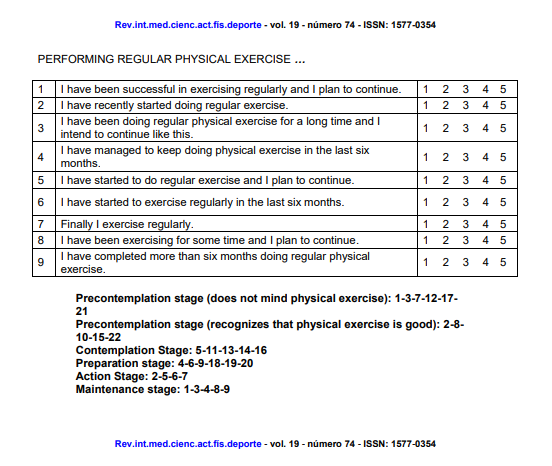 Rev.int.med.cienc.act.fis.deporte - vol. 19 - número 74 - ISSN: 1577-0354
PERFORMING REGULAR PHYSICAL EXERCISE ...
1 I have been successful in exercising regularly and I plan to continue. 1 2 3 4 5
2 I have recently started doing regular exercise. 1 2 3 4 5
3 I have been doing regular physical exercise for a long time and I
intend to continue like this. 1 2 3 4 5
4 I have managed to keep doing physical exercise in the last six
months. 1 2 3 4 5
5 I have started to do regular exercise and I plan to continue. 1 2 3 4 5
6 I have started to exercise regularly in the last six months. 1 2 3 4 5
7 Finally I exercise regularly. 1 2 3 4 5
8 I have been exercising for some time and I plan to continue. 1 2 3 4 5
9 I have completed more than six months doing regular physical
exercise. 1 2 3 4 5
Precontemplation stage (does not mind physical exercise): 1-3-7-12-17-
21
Precontemplation stage (recognizes that physical exercise is good): 2-8-
10-15-22
Contemplation Stage: 5-11-13-14-16
Preparation stage: 4-6-9-18-19-20
Action Stage: 2-5-6-7
Maintenance stage: 1-3-4-8-9
Rev.int.med.cienc.act.fis.deporte - vol. 19 - número 74 - ISSN: 1577-0354